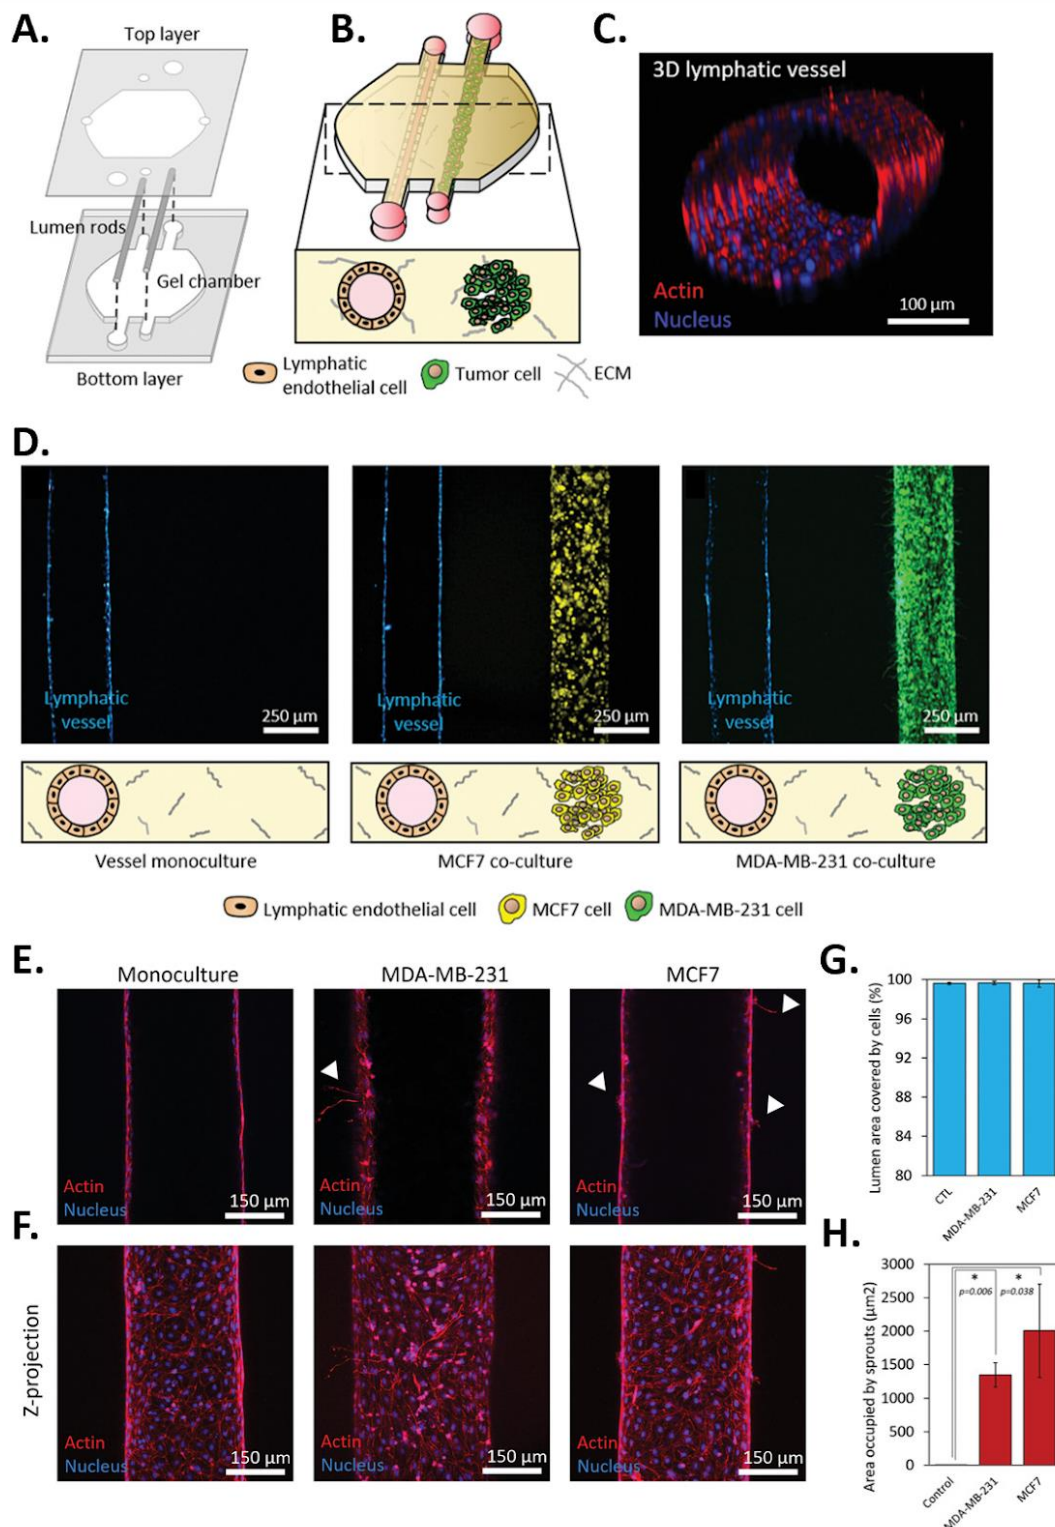 A.
Top layer
Lumen rods
Gel chamber
Bottom layer
B.
Lymphatic
endothelial cell
Tumor cell
ECM
C.
3D lymphatic vessel
Actin
Nucleus
100 µm
D.
Lymphatic
vessel
250 µm
Lymphatic
vessel
250 µm
Lymphatic
vessel
250 µm
Vessel monoculture
MCF7 co-culture
MDA-MB-231 co-culture
Lymphatic endothelial cell
MCF7 cell
MDA-MB-231 cell
E.
Monoculture
MDA-MB-231
MCF7
Actin
Nucleus
150 µm
Actin
Nucleus
150 µm
Actin
Nucleus
150 µm
F.
Z-projection
Actin
Nucleus
150 µm
Actin
Nucleus
150 µm
Actin
Nucleus
150 µm
G.
Lumen area covered by cells (%)
100
96
92
88
84
80
CTL
MDA-MB-231
MCF7
H.
Area occupied by sprouts (µm2)
3000
2500
2000
1500
1000
500
0
*
p=0.006
*
p=0.038
Control
MDA-MB-231
MCF7